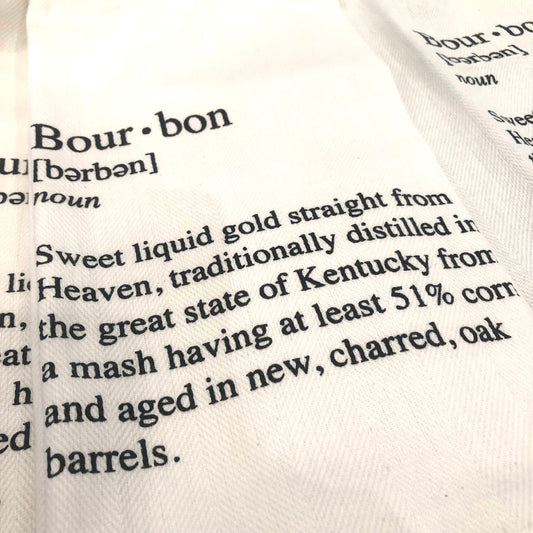 Bour•bon
[bərbən]
noun
Sweet liquid gold straight from
Heaven, traditionally distilled in
the great state of Kentucky from
a mash having at least 51% corn
and aged in new, charred, oak
barrels.
Bour•bo
[bərbən]
noun